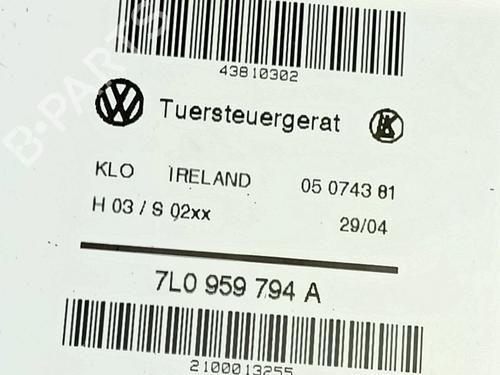 43810302
Tuersteuergerat
KLO IRELAND 05 0743 81
H 03 / S 02xx 29/04
7L0 959 794 A
2100013255
B-PARTS